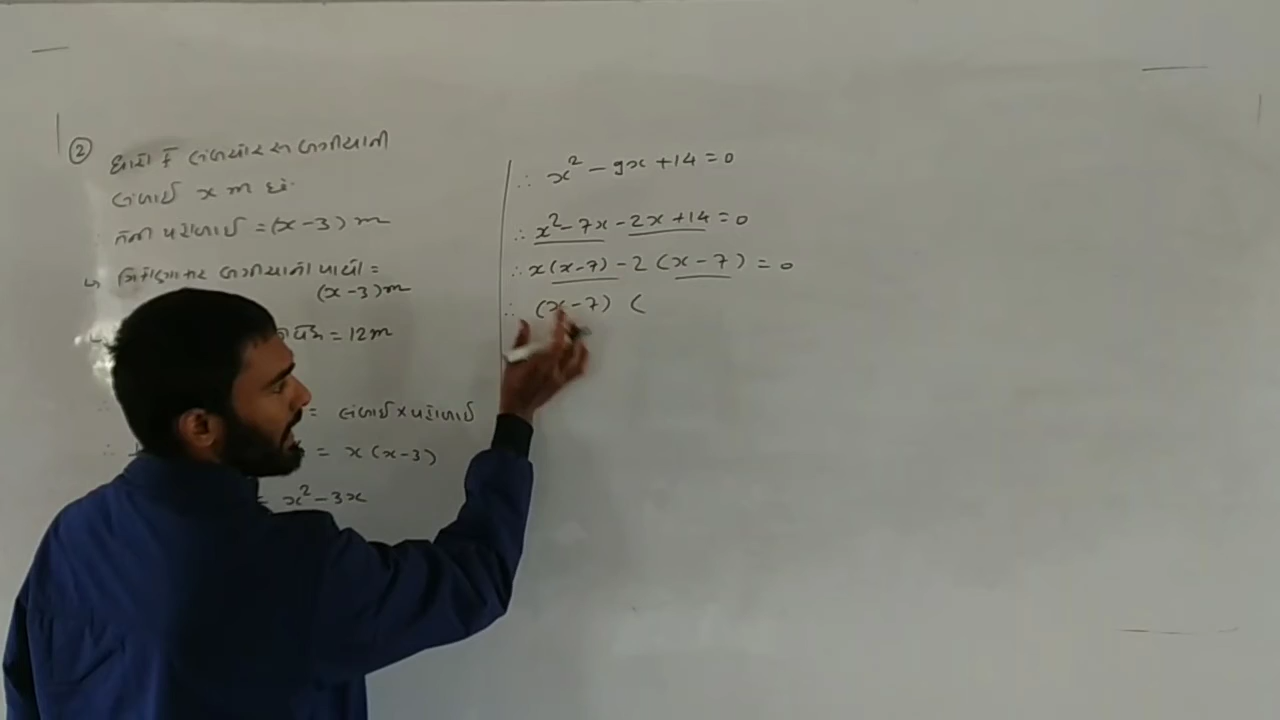 ② ધારો કે લંબચોરસ બગીચાની
લંબાઈ x m છે.
તેની પહોળાઈ = (x-3) m
બગીચાનો પાયો =
(x-3) m
= 12 m
= લંબાઈ × પહોળાઈ
∴ = x (x-3)
= x² - 3x
∴ x² - 9x + 14 = 0
∴ x² - 7x - 2x + 14 = 0
∴ x(x-7) - 2 (x-7) = 0
∴ (x-7) (